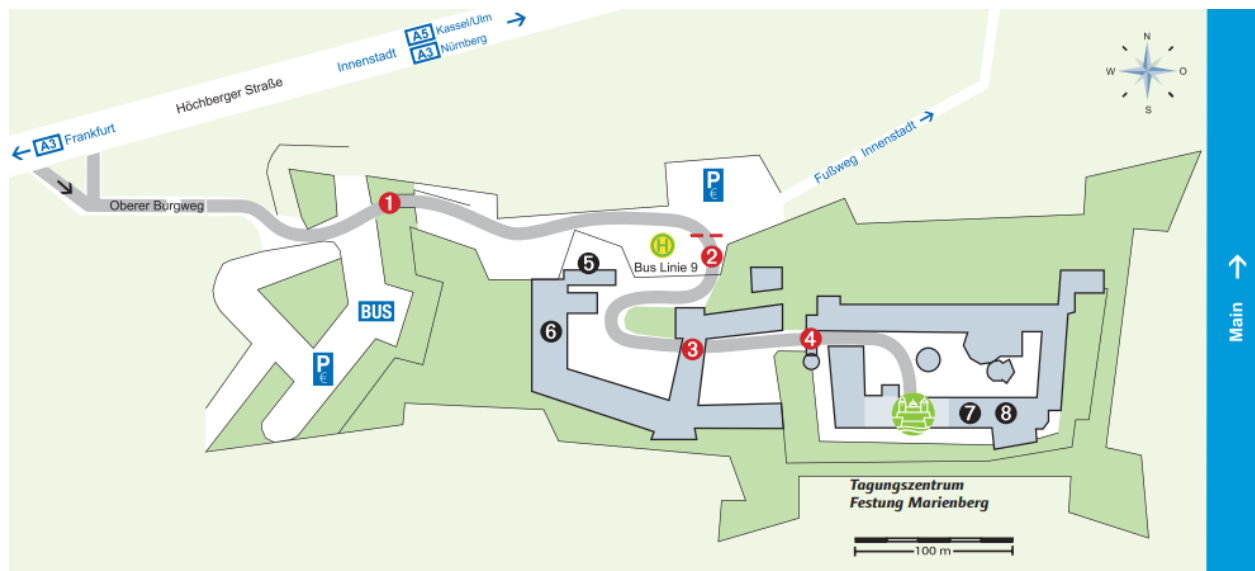 A5 Kassel/Ulm
Innenstadt A3 Nürnberg
Höchberger Straße
A3 Frankfurt
N
W O
S
Fußweg Innenstadt
P
€
Oberer Burgweg
1
H
2
Bus Linie 9
5
Main
BUS
6
3
4
P
€
7 8
Tagungszentrum
Festung Marienberg
100 m